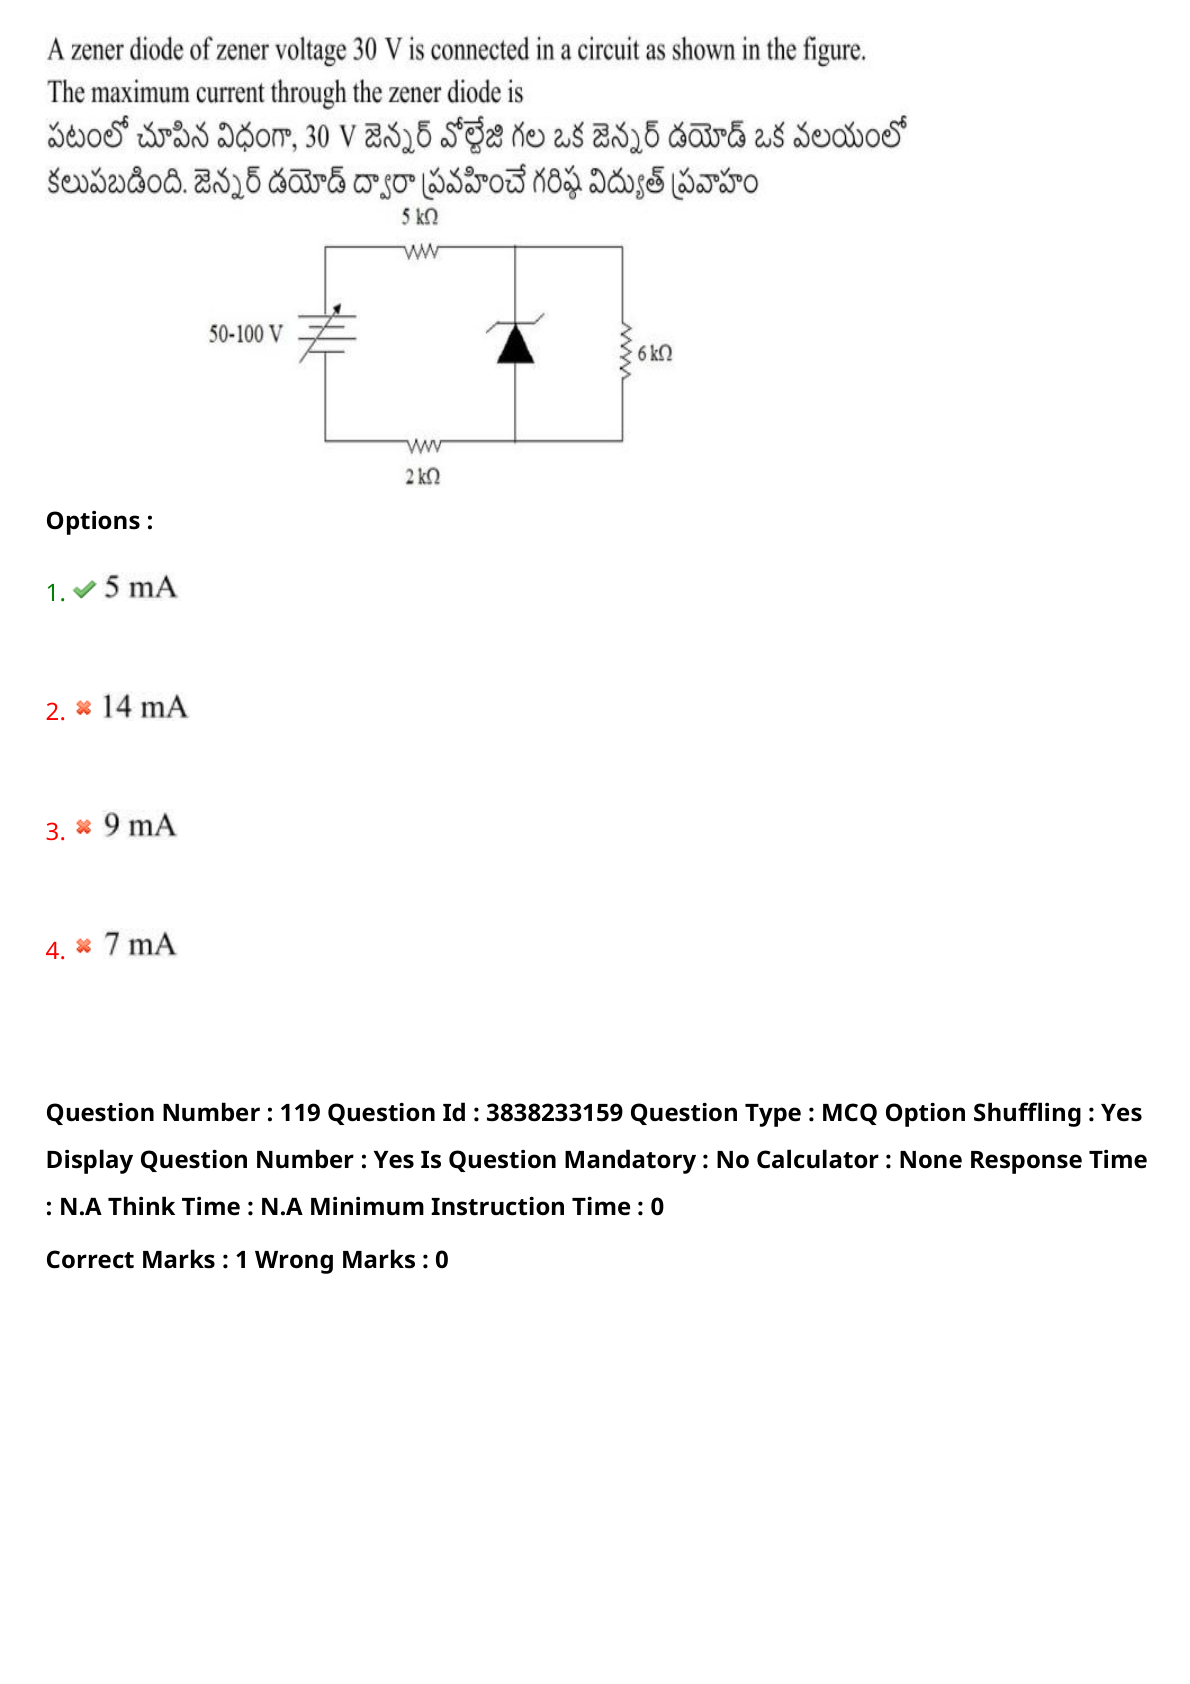 A zener diode of zener voltage 30 V is connected in a circuit as shown in the figure.
The maximum current through the zener diode is
పటంలో చూపిన విధంగా, 30 V జెన్నర్ వోల్టేజి గల ఒక జెన్నర్ డయోడ్ ఒక వలయంలో
కలుపబడింది. జెన్నర్ డయోడ్ ద్వారా ప్రవహించే గరిష్ఠ విద్యుత్ ప్రవాహం
5 kΩ
50-100 V
6 kΩ
2 kΩ
Options :
1. 5 mA
2. 14 mA
3. 9 mA
4. 7 mA
Question Number : 119 Question Id : 3838233159 Question Type : MCQ Option Shuffling : Yes
Display Question Number : Yes Is Question Mandatory : No Calculator : None Response Time
: N.A Think Time : N.A Minimum Instruction Time : 0
Correct Marks : 1 Wrong Marks : 0